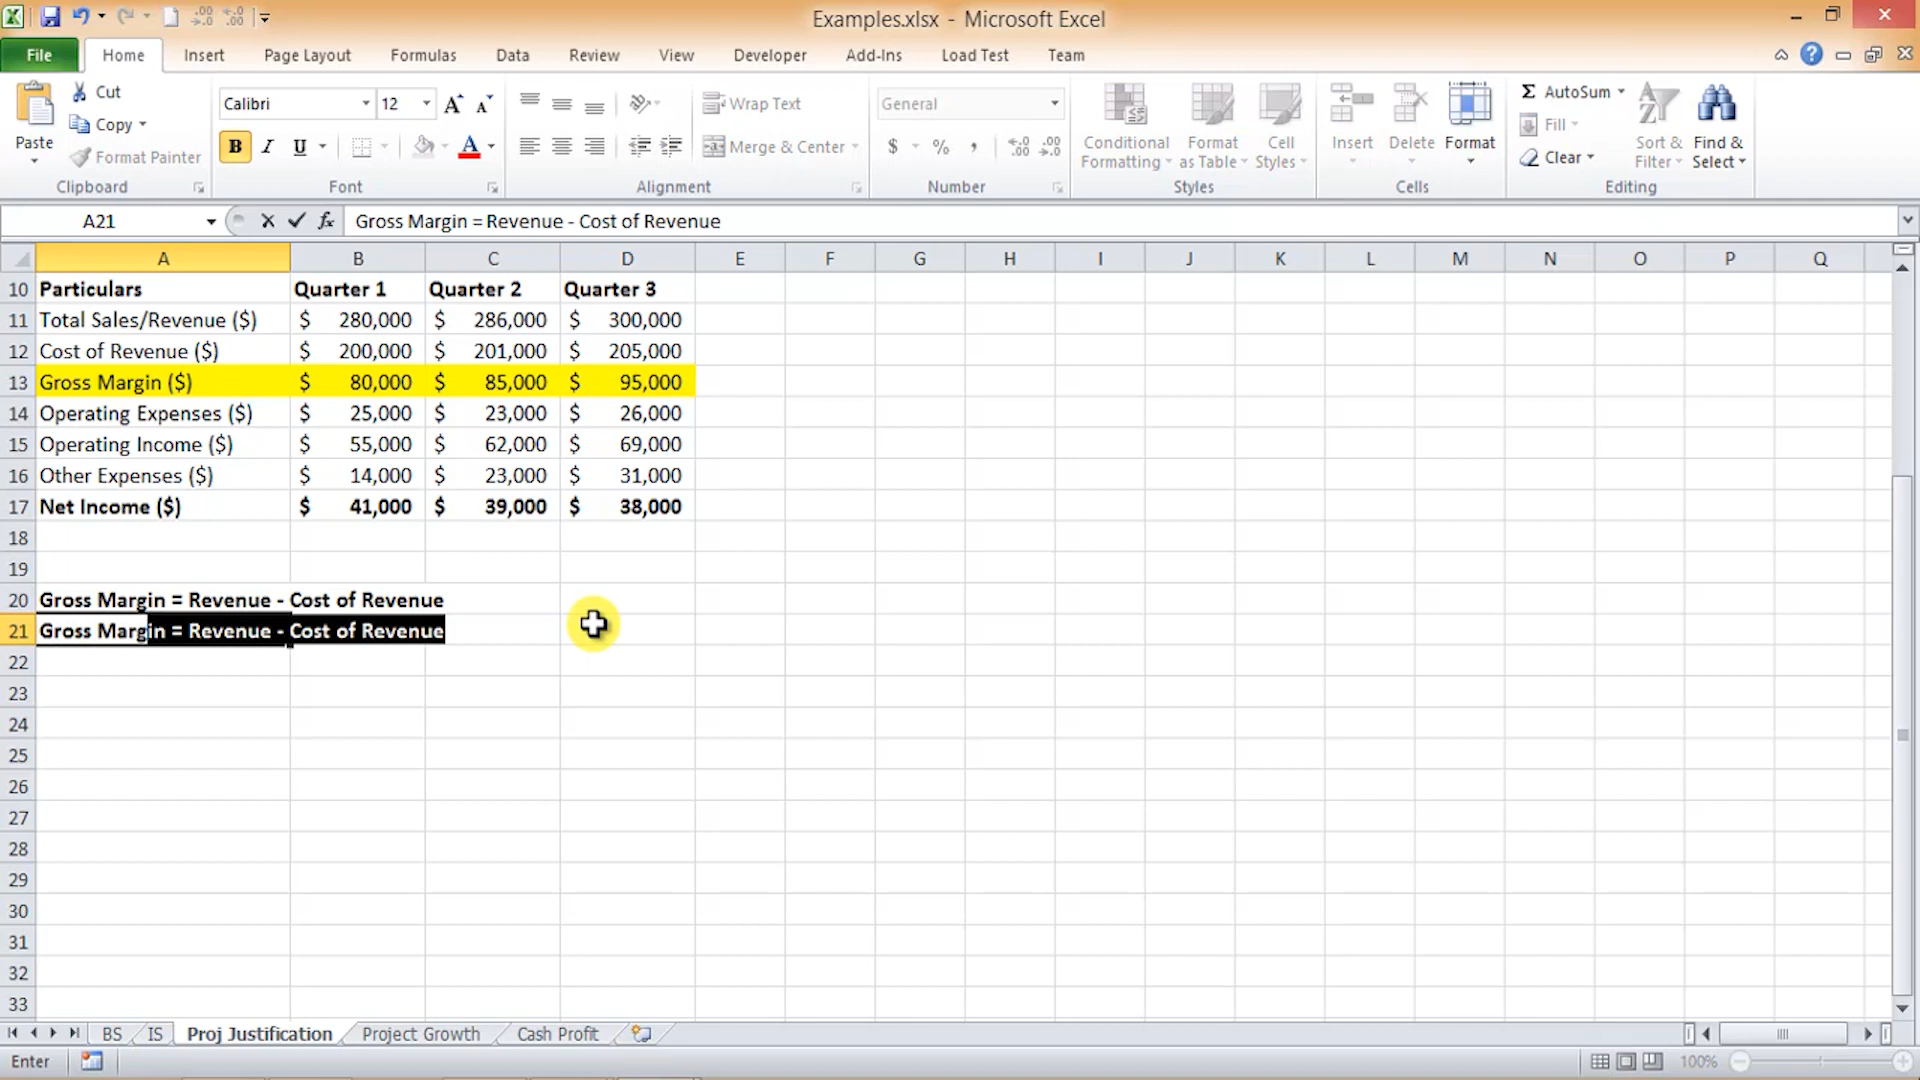 Examples.xlsx - Microsoft Excel
File Home Insert Page Layout Formulas Data Review View Developer Add-Ins Load Test Team
Paste
Cut
Copy
Format Painter
Clipboard
Calibri 12
B I U
Font
Wrap Text
Merge & Center
Alignment
General
$ % ,
Number
Conditional Formatting
Format as Table
Cell Styles
Styles
Insert Delete Format
Cells
AutoSum
Fill
Clear
Sort & Filter
Find & Select
Editing
A21 fx Gross Margin = Revenue - Cost of Revenue
A B C D E F G H I J K L M N O P Q
10 Particulars Quarter 1 Quarter 2 Quarter 3
11 Total Sales/Revenue ($) $ 280,000 $ 286,000 $ 300,000
12 Cost of Revenue ($) $ 200,000 $ 201,000 $ 205,000
13 Gross Margin ($) $ 80,000 $ 85,000 $ 95,000
14 Operating Expenses ($) $ 25,000 $ 23,000 $ 26,000
15 Operating Income ($) $ 55,000 $ 62,000 $ 69,000
16 Other Expenses ($) $ 14,000 $ 23,000 $ 31,000
17 Net Income ($) $ 41,000 $ 39,000 $ 38,000
18
19
20 Gross Margin = Revenue - Cost of Revenue
21 Gross Margin = Revenue - Cost of Revenue
22
23
24
25
26
27
28
29
30
31
32
33
BS IS Proj Justification Project Growth Cash Profit
Enter 100%